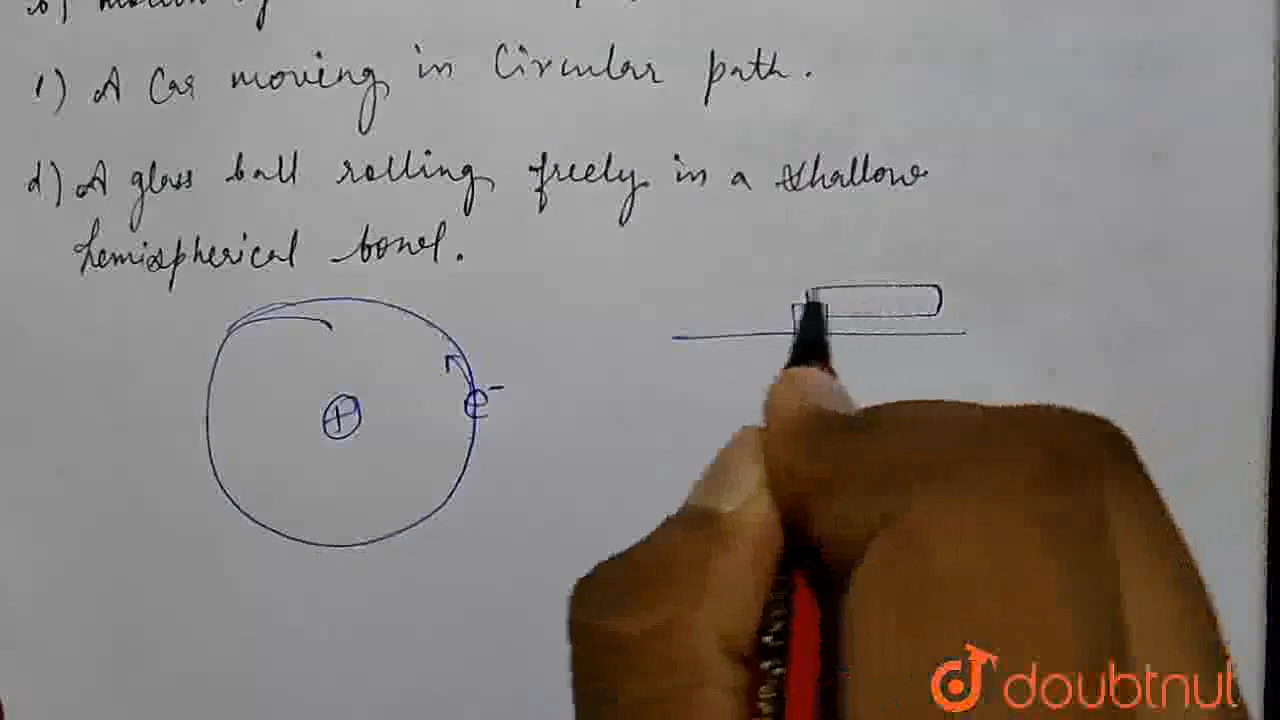 c) A Car moving in Circular path.
d) A glass ball rolling freely in a shallow
hemispherical bowl.
+
e-
doubtnut